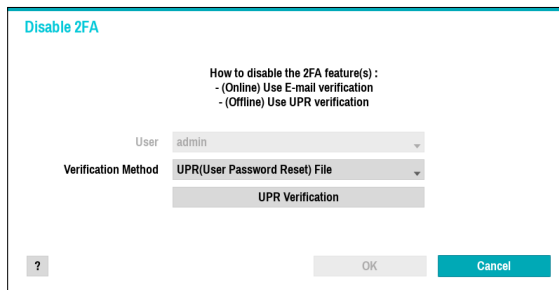 Disable 2FA
How to disable the 2FA feature(s) :
- (Online) Use E-mail verification
- (Offline) Use UPR verification
User admin
Verification Method UPR(User Password Reset) File
UPR Verification
? OK Cancel